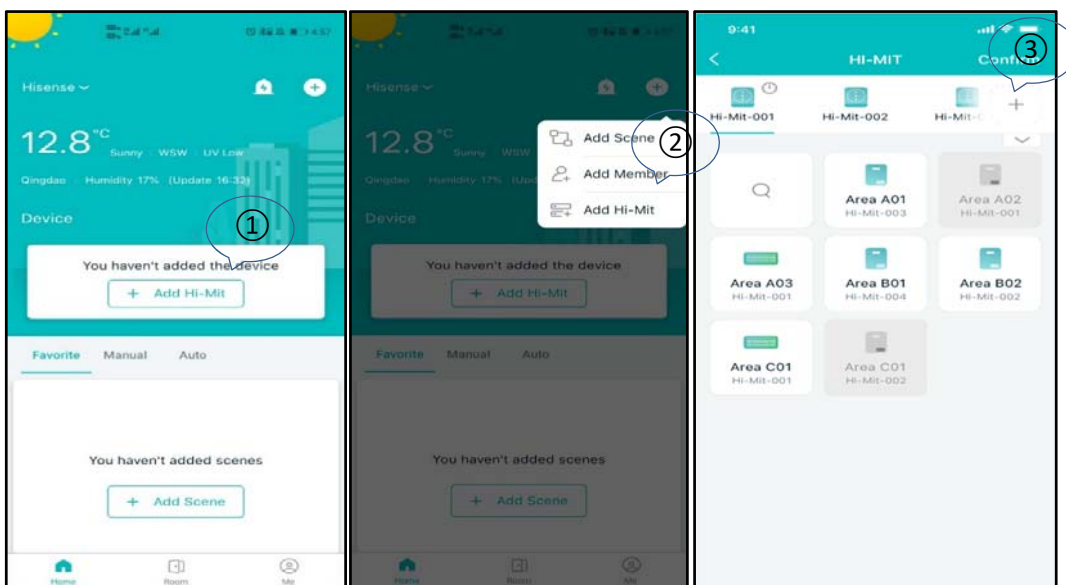 4:57
Hisense
12.8°C
Sunny WSW UV Low
Qingdao Humidity 17% (Update 16:32)
Device
①
You haven't added the device
+ Add Hi-Mit
Favorite Manual Auto
You haven't added scenes
+ Add Scene
Home Room Me
4:57
Hisense
12.8°C
Sunny WSW
Qingdao Humidity 17%
Device
Add Scene
②
Add Member
Add Hi-Mit
You haven't added the device
+ Add Hi-Mit
Favorite Manual Auto
You haven't added scenes
+ Add Scene
Home Room Me
9:41
③
HI-MIT
Hi-Mit-001 Hi-Mit-002 Hi-Mit-
+
Area A01 Area A02
Hi-Mit-003 Hi-Mit-001
Area A03 Area B01 Area B02
Hi-Mit-001 Hi-Mit-004 Hi-Mit-002
Area C01 Area C01
Hi-Mit-001 Hi-Mit-002